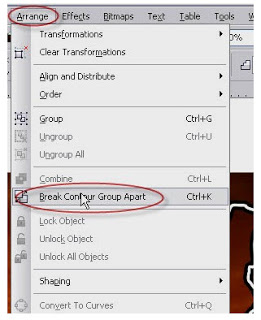 Arrange Effects Bitmaps Text Table Tools
Transformations
Clear Transformations
0%
Align and Distribute
Order
Group Ctrl+G
Ungroup Ctrl+U
Ungroup All
Combine Ctrl+L
Break Contour Group Apart Ctrl+K
Lock Object
Unlock Object
Unlock All Objects
Shaping
Convert To Curves Ctrl+Q